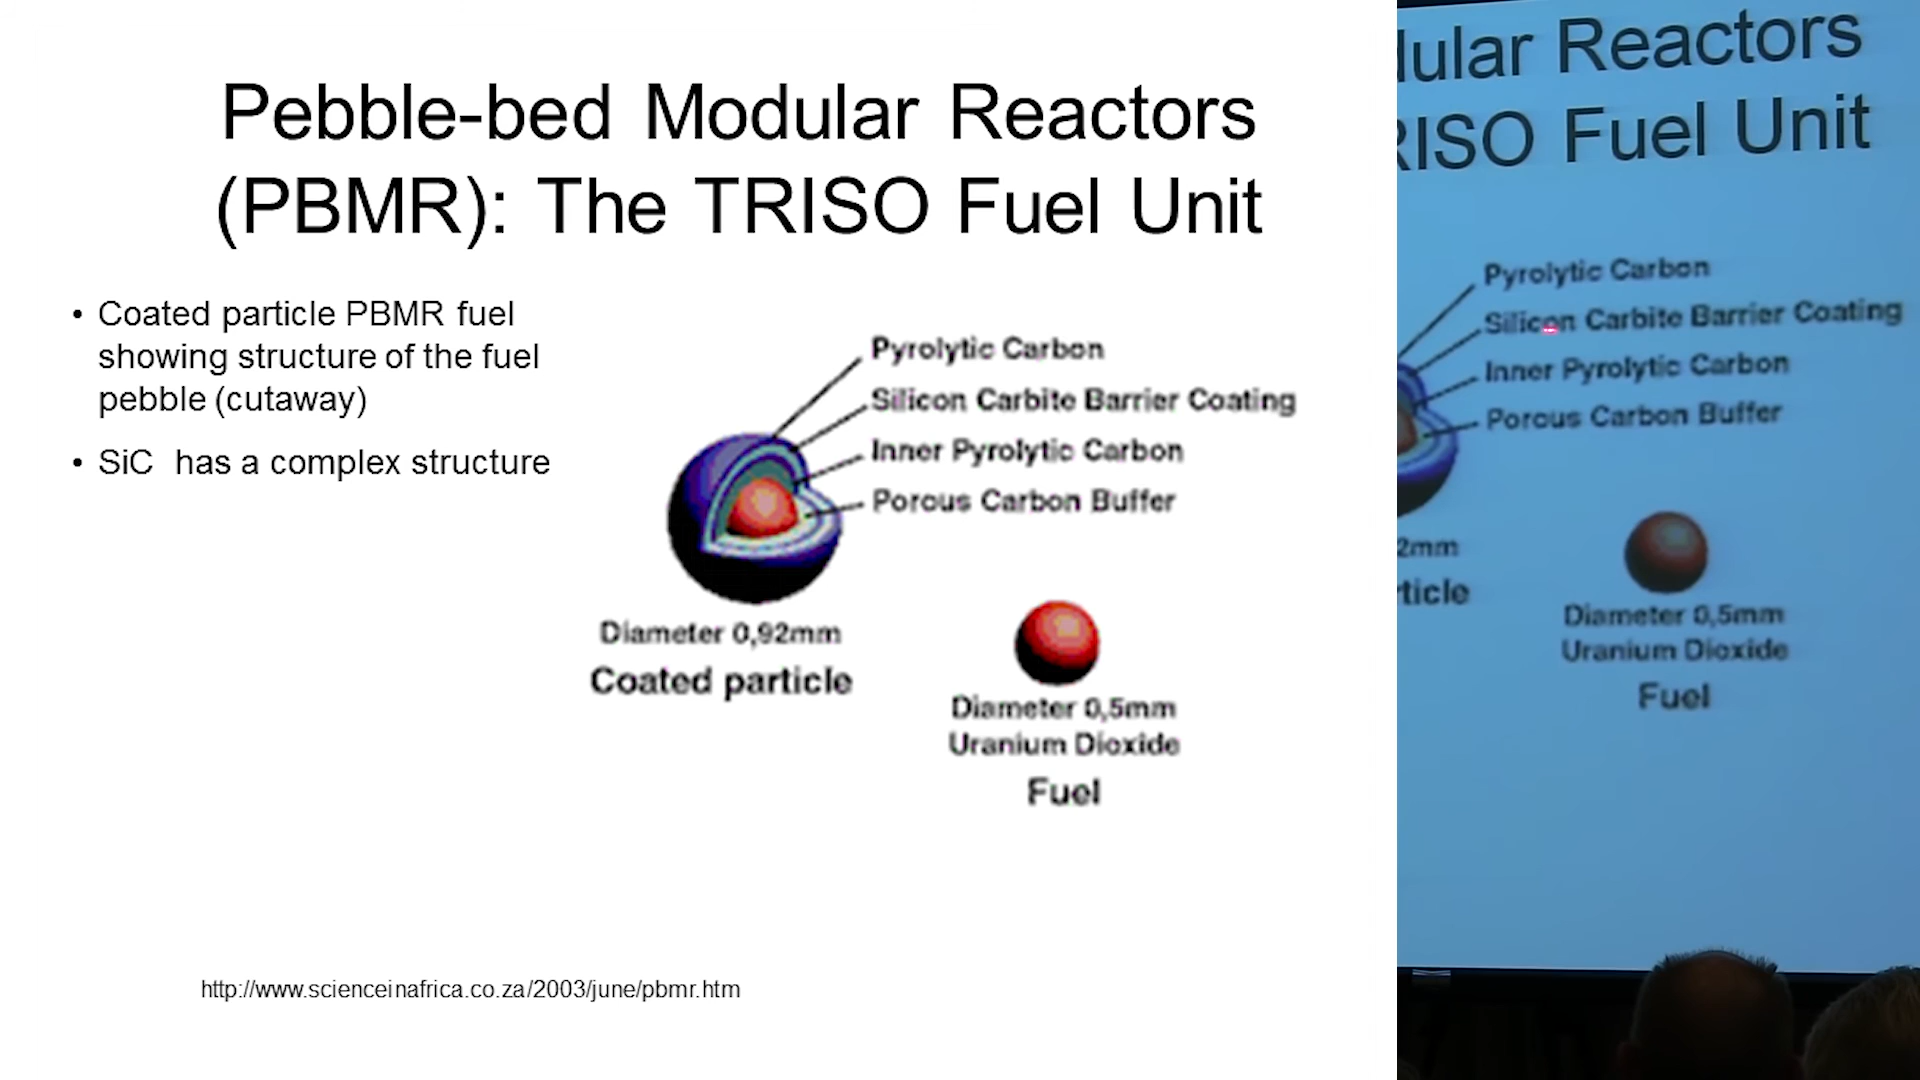 Pebble-bed Modular Reactors
(PBMR): The TRISO Fuel Unit
• Coated particle PBMR fuel
showing structure of the fuel
pebble (cutaway)
• SiC has a complex structure
Pyrolytic Carbon
Silicon Carbite Barrier Coating
Inner Pyrolytic Carbon
Porous Carbon Buffer
Diameter 0,92mm
Coated particle
Diameter 0,5mm
Uranium Dioxide
Fuel
http://www.scienceinafrica.co.za/2003/june/pbmr.htm
dular Reactors
RISO Fuel Unit
Pyrolytic Carbon
Silicon Carbite Barrier Coating
Inner Pyrolytic Carbon
Porous Carbon Buffer
2mm
ticle
Diameter 0,5mm
Uranium Dioxide
Fuel